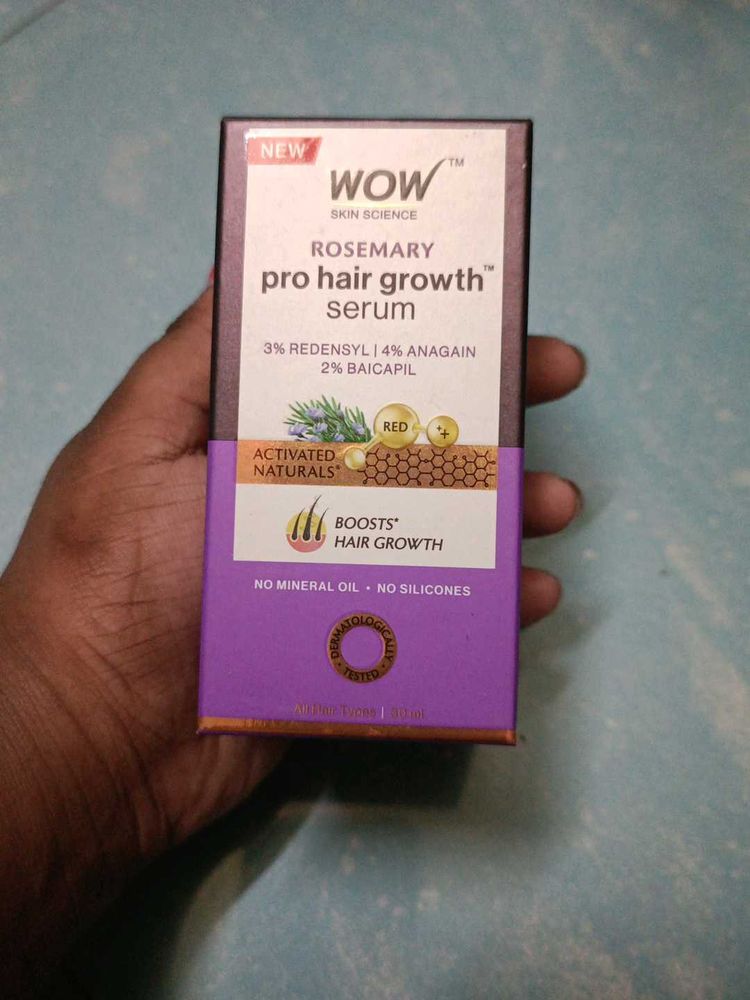 NEW
WOW™
SKIN SCIENCE
ROSEMARY
pro hair growth™
serum
3% REDENSYL | 4% ANAGAIN
2% BAICAPIL
RED
++
ACTIVATED
NATURALS®
BOOSTS*
HAIR GROWTH
NO MINERAL OIL • NO SILICONES
DERMATOLOGICALLY
• TESTED •
All Hair Types | 30 ml